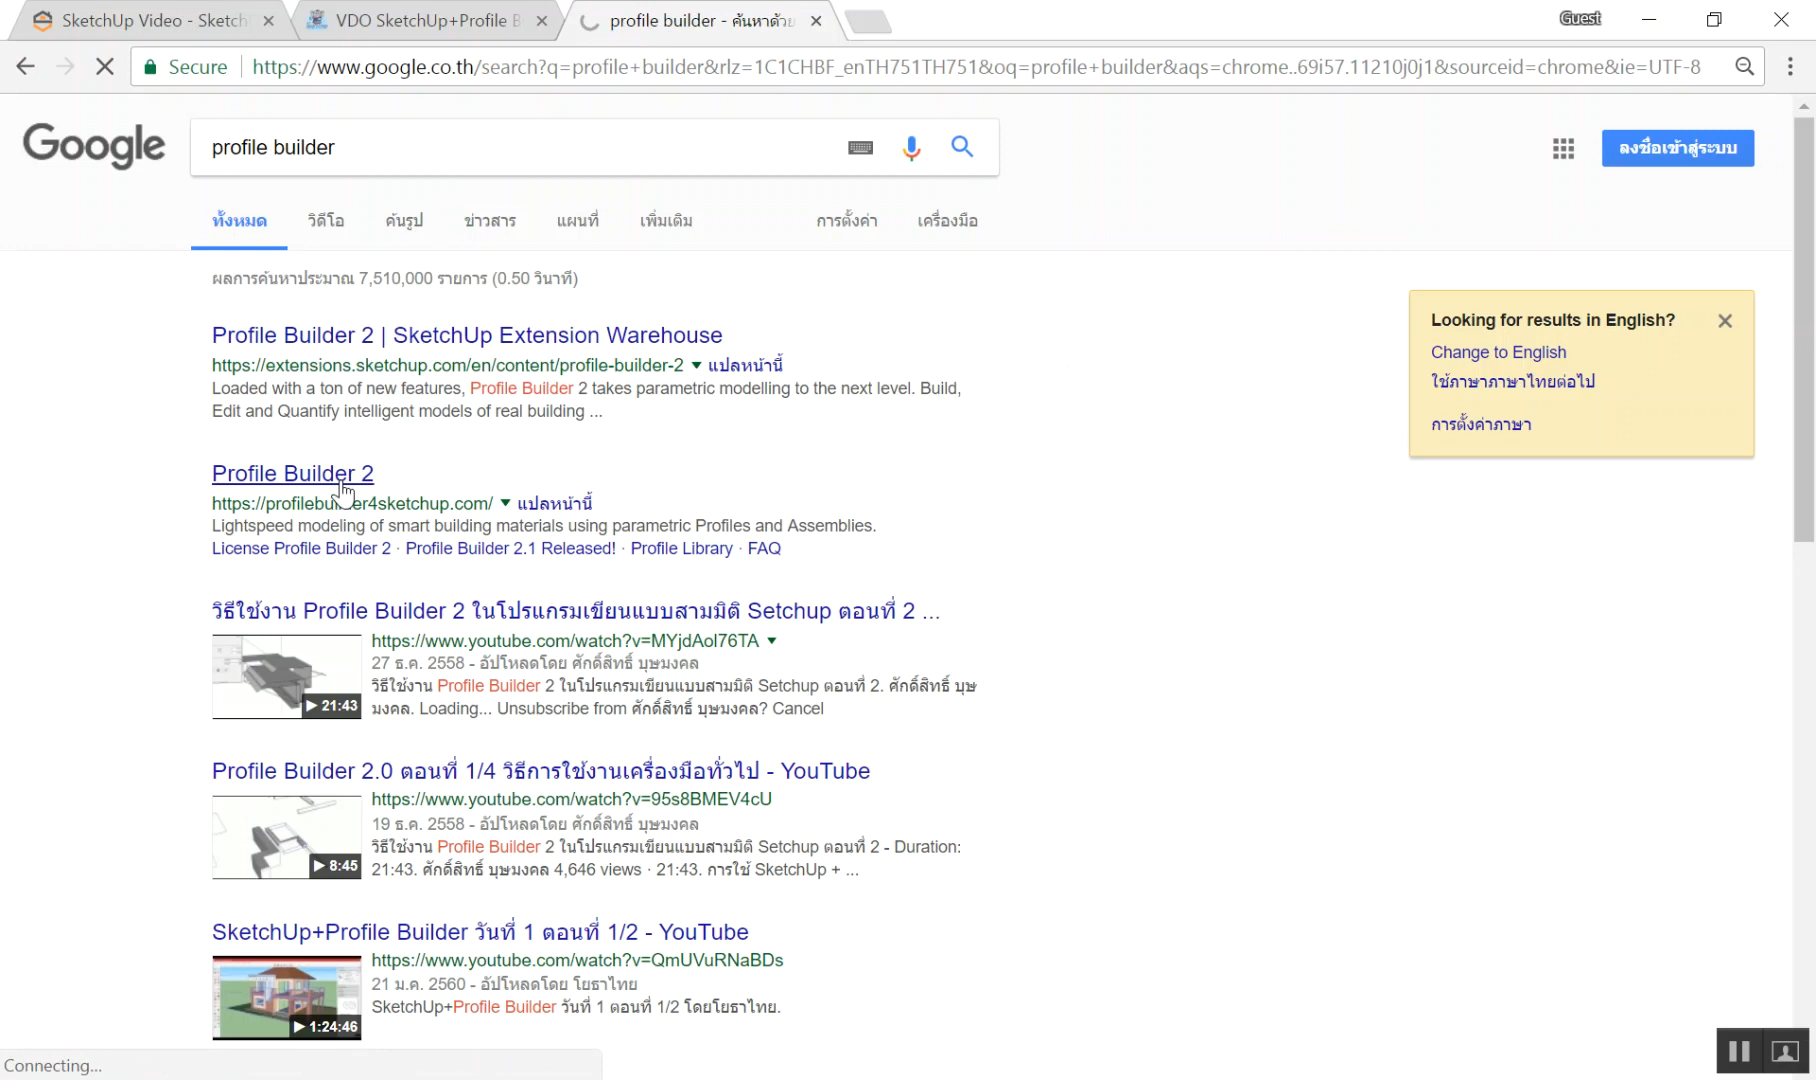 SketchUp Video - Sketch
VDO SketchUp+Profile B
profile builder - ค้นหาด้วย
Guest
Secure
https://www.google.co.th/search?q=profile+builder&rlz=1C1CHBF_enTH751TH751&oq=profile+builder&aqs=chrome..69i57.11210j0j1&sourceid=chrome&ie=UTF-8
Google
profile builder
ลงชื่อเข้าสู่ระบบ
ทั้งหมด วิดีโอ ค้นรูป ข่าวสาร แผนที่ เพิ่มเติม การตั้งค่า เครื่องมือ
ผลการค้นหาประมาณ 7,510,000 รายการ (0.50 วินาที)
Profile Builder 2 | SketchUp Extension Warehouse
https://extensions.sketchup.com/en/content/profile-builder-2 แปลหน้านี้
Loaded with a ton of new features, Profile Builder 2 takes parametric modelling to the next level. Build,
Edit and Quantify intelligent models of real building ...
Looking for results in English?
Change to English
ใช้ภาษาภาษาไทยต่อไป
การตั้งค่าภาษา
Profile Builder 2
https://profilebuilder4sketchup.com/ แปลหน้านี้
Lightspeed modeling of smart building materials using parametric Profiles and Assemblies.
License Profile Builder 2 · Profile Builder 2.1 Released! · Profile Library · FAQ
วิธีใช้งาน Profile Builder 2 ในโปรแกรมเขียนแบบสามมิติ Setchup ตอนที่ 2 ...
https://www.youtube.com/watch?v=MYjdAol76TA
27 ธ.ค. 2558 - อัปโหลดโดย ศักดิ์สิทธิ์ บุษมงคล
วิธีใช้งาน Profile Builder 2 ในโปรแกรมเขียนแบบสามมิติ Setchup ตอนที่ 2. ศักดิ์สิทธิ์ บุษ
มงคล. Loading... Unsubscribe from ศักดิ์สิทธิ์ บุษมงคล? Cancel
21:43
Profile Builder 2.0 ตอนที่ 1/4 วิธีการใช้งานเครื่องมือทั่วไป - YouTube
https://www.youtube.com/watch?v=95s8BMEV4cU
19 ธ.ค. 2558 - อัปโหลดโดย ศักดิ์สิทธิ์ บุษมงคล
วิธีใช้งาน Profile Builder 2 ในโปรแกรมเขียนแบบสามมิติ Setchup ตอนที่ 2 - Duration:
21:43. ศักดิ์สิทธิ์ บุษมงคล 4,646 views · 21:43. การใช้ SketchUp + ...
8:45
SketchUp+Profile Builder วันที่ 1 ตอนที่ 1/2 - YouTube
https://www.youtube.com/watch?v=QmUVuRNaBDs
21 ม.ค. 2560 - อัปโหลดโดย โยธาไทย
SketchUp+Profile Builder วันที่ 1 ตอนที่ 1/2 โดยโยธาไทย.
1:24:46
Connecting...